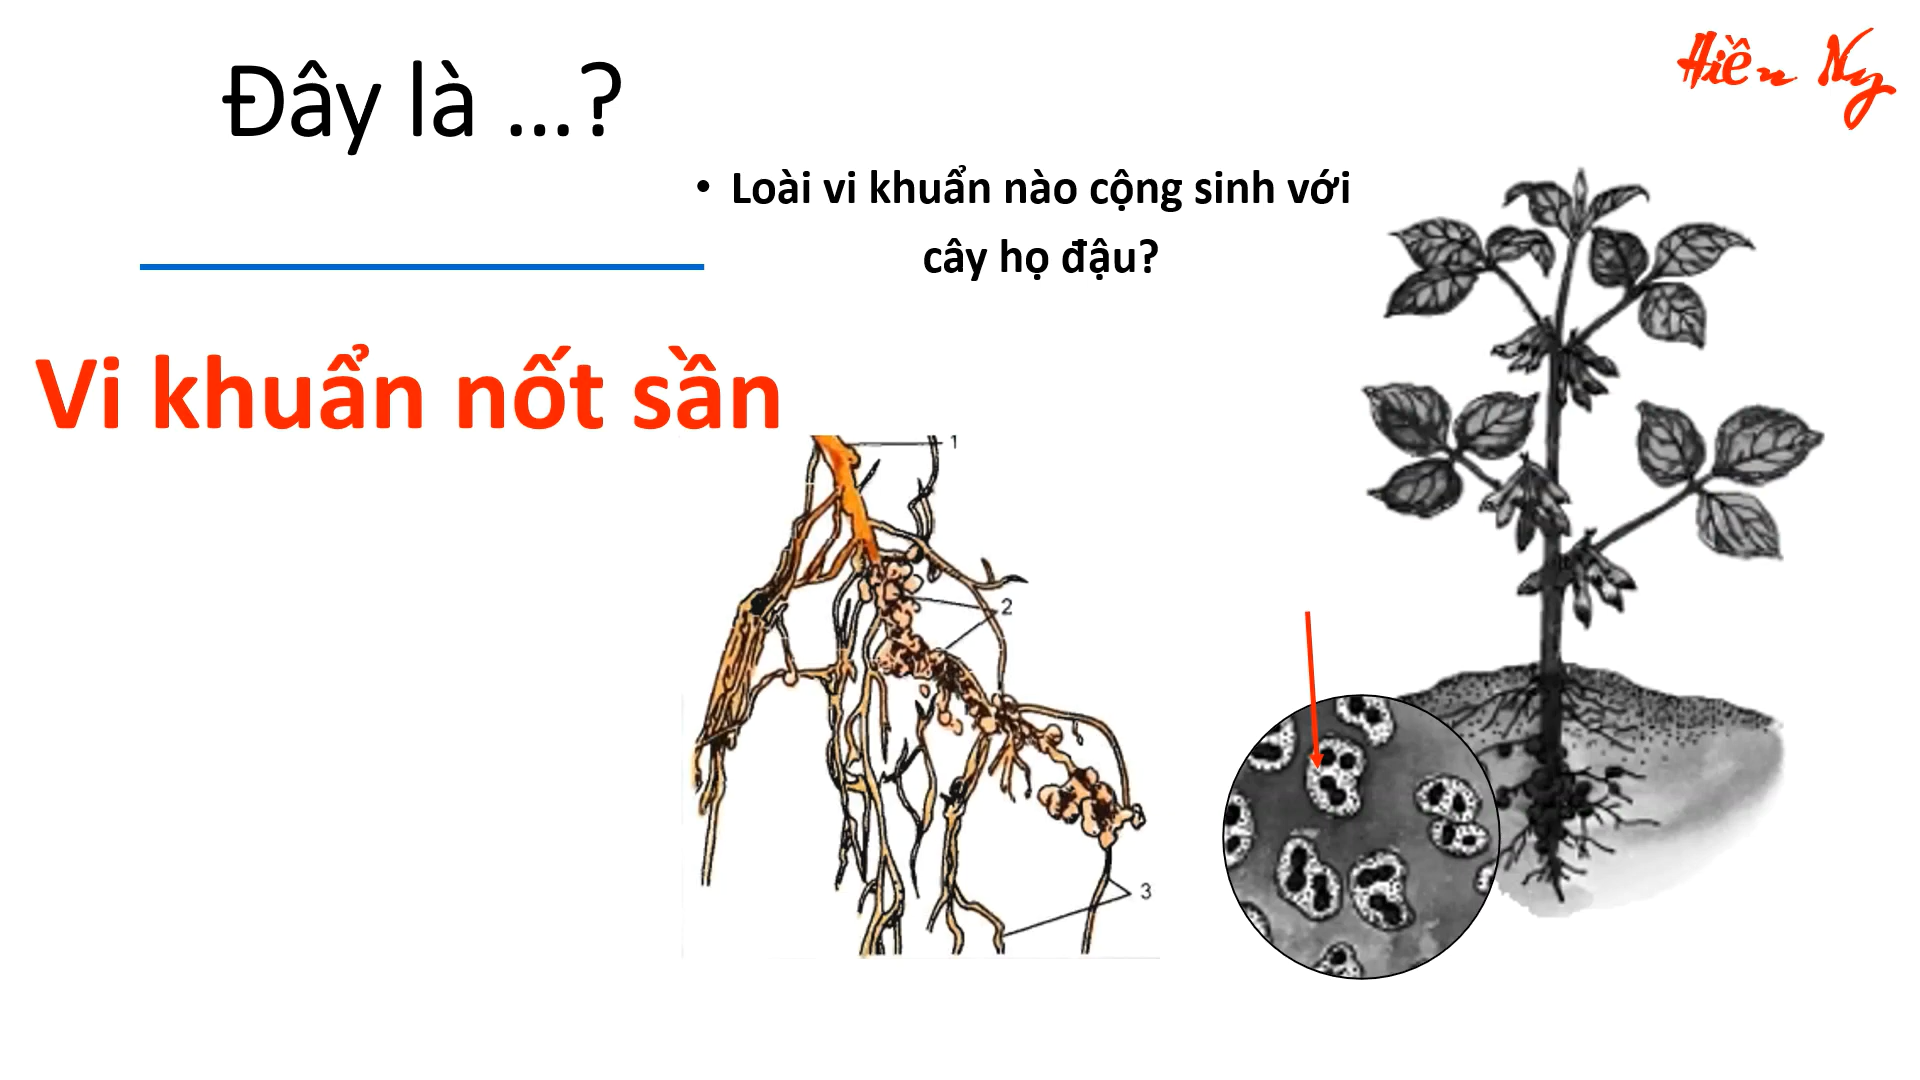 Đây là ...?
Hiền Ny
• Loài vi khuẩn nào cộng sinh với
cây họ đậu?
Vi khuẩn nốt sần
1
2
3